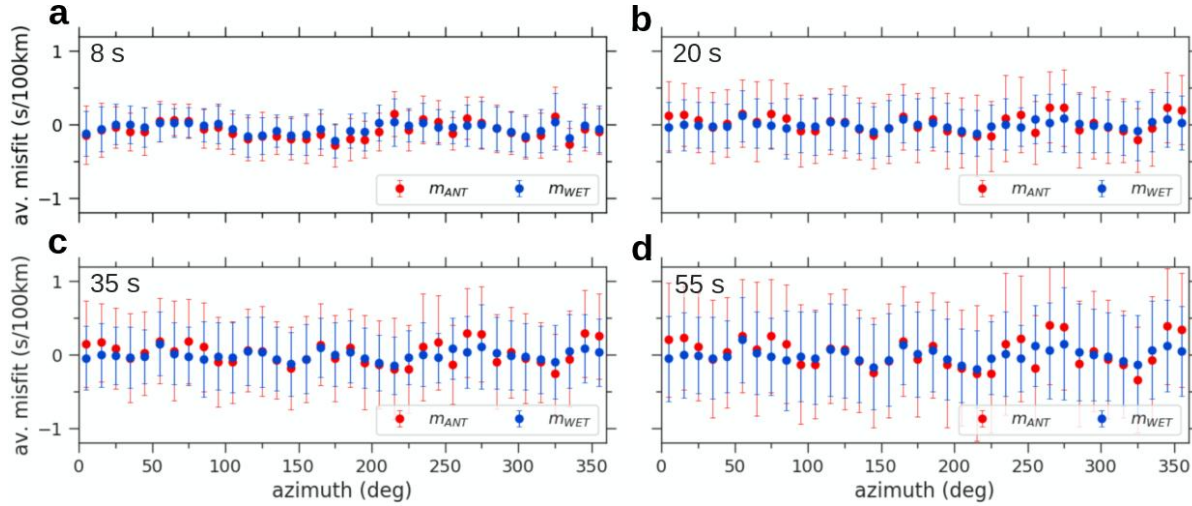 a
b
av. misfit (s/100km)
1
0
−1
8 s
m_ANT
m_WET
20 s
m_ANT
m_WET
c
d
av. misfit (s/100km)
1
0
−1
35 s
m_ANT
m_WET
55 s
m_ANT
m_WET
0 50 100 150 200 250 300 350
0 50 100 150 200 250 300 350
azimuth (deg)
azimuth (deg)